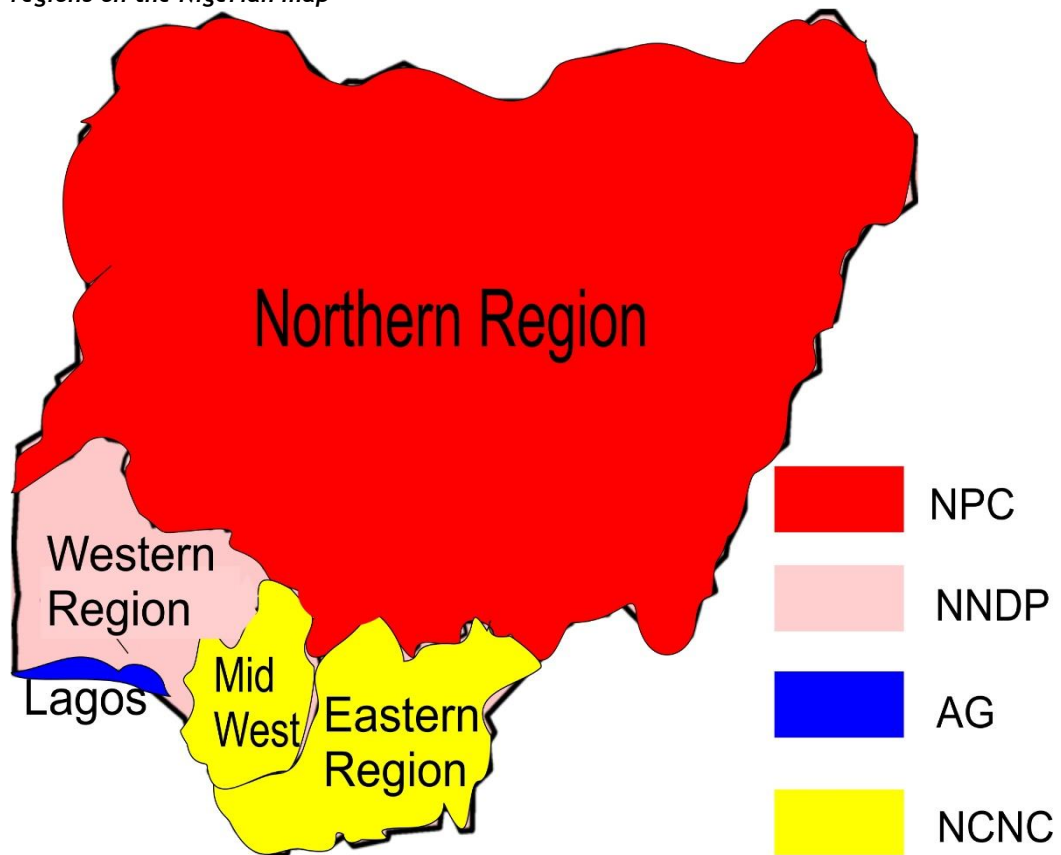 regions on the Nigerian map
Northern Region
Western
Region
Lagos
Mid
West
Eastern
Region
NPC
NNDP
AG
NCNC